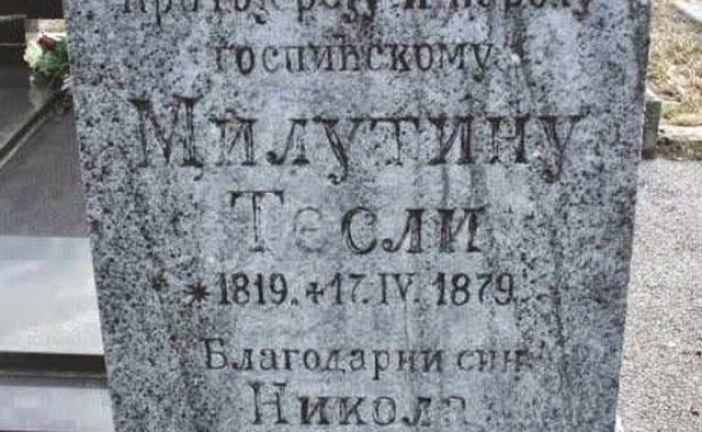 госпићскому
Милутину
Тесли
* 1819. + 17. IV. 1879.
Благодарни син
Никола